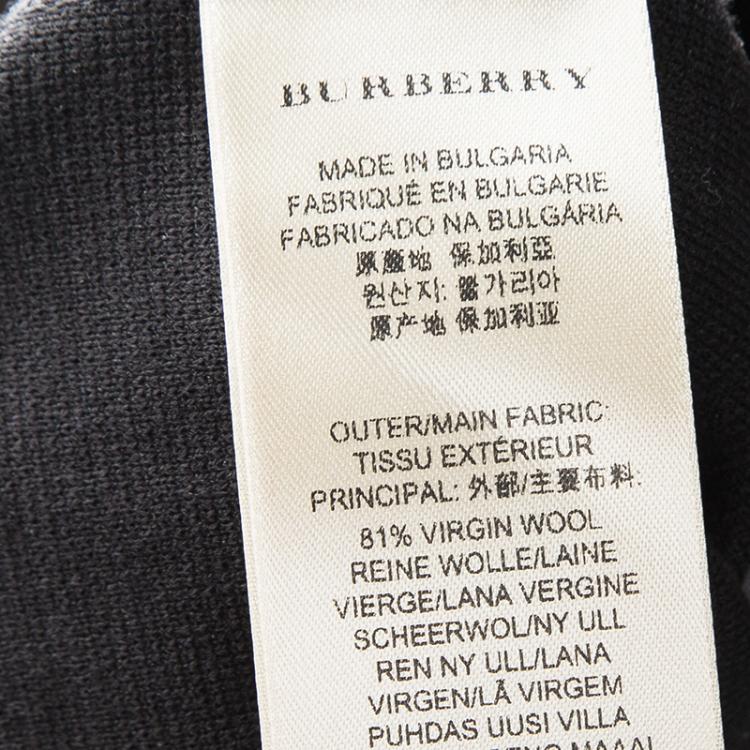 BURBERRY
MADE IN BULGARIA
FABRIQUÉ EN BULGARIE
FABRICADO NA BULGÁRIA
原產地 保加利亞
원산지: 불가리아
原产地 保加利亚
OUTER/MAIN FABRIC:
TISSU EXTÉRIEUR
PRINCIPAL: 外部/主要布料:
81% VIRGIN WOOL
REINE WOLLE/LAINE
VIERGE/LANA VERGINE
SCHEERWOL/NY ULL
REN NY ULL/LANA
VIRGEN/LÃ VIRGEM
PUHDAS UUSI VILLA